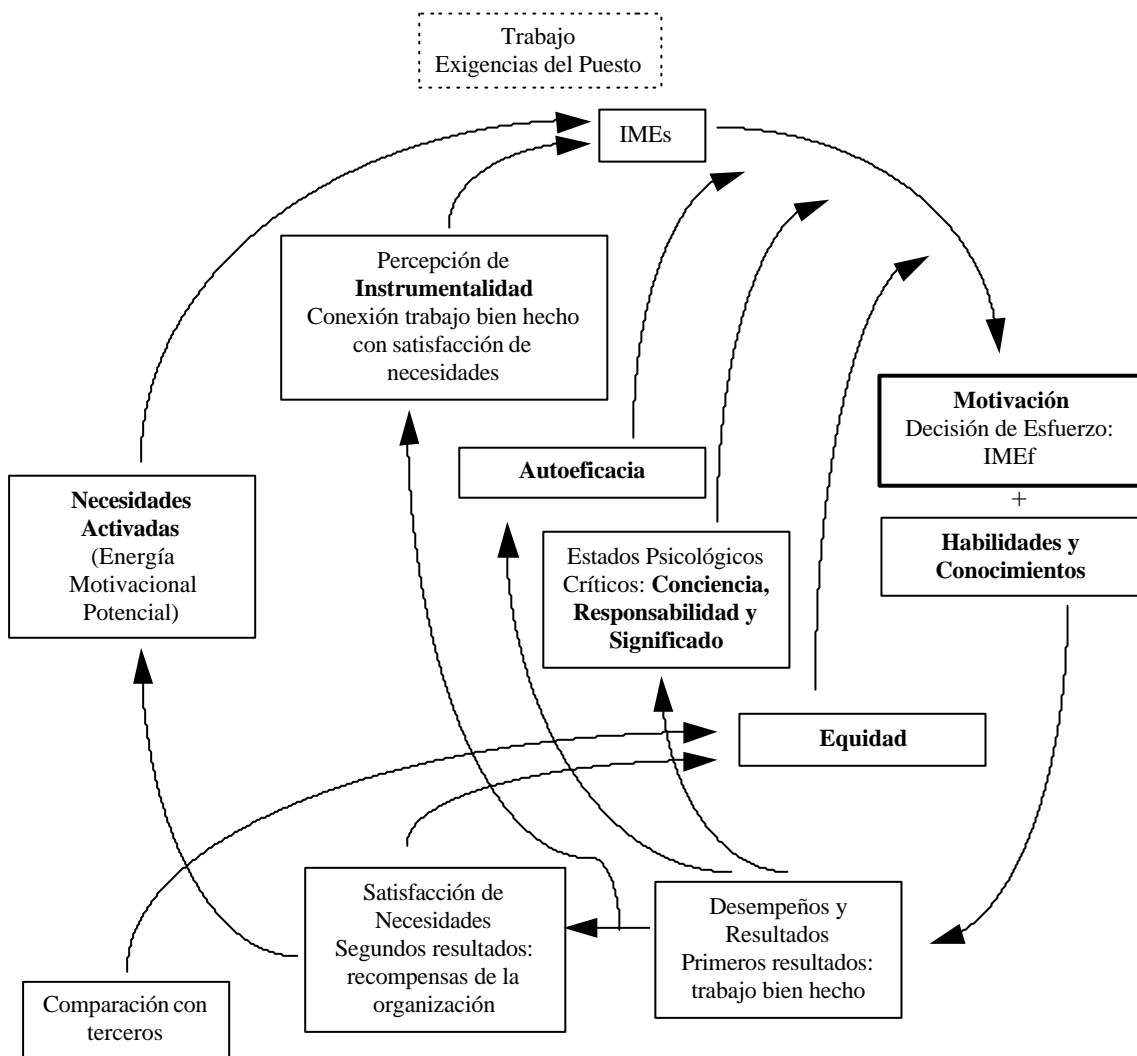 Trabajo
Exigencias del Puesto
IMEs
Percepción de
Instrumentalidad
Conexión trabajo bien hecho
con satisfacción de
necesidades
Motivación
Decisión de Esfuerzo:
IMEf
+
Autoeficacia
Necesidades
Activadas
(Energía
Motivacional
Potencial)
Habilidades y
Conocimientos
Estados Psicológicos
Críticos: Conciencia,
Responsabilidad y
Significado
Equidad
Satisfacción de
Necesidades
Segundos resultados:
recompensas de la
organización
Desempeños y
Resultados
Primeros resultados:
trabajo bien hecho
Comparación con
terceros